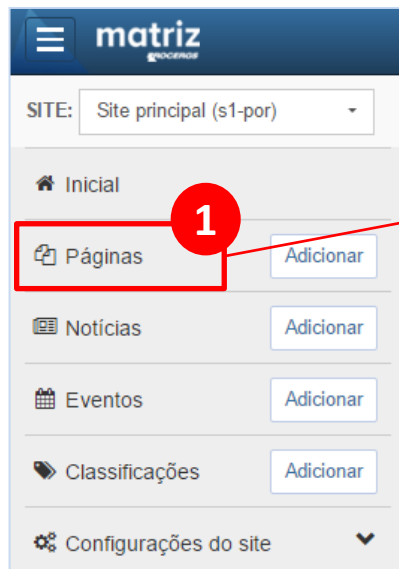 matriz
GROCEROS
SITE: Site principal (s1-por)
Inicial
1
Páginas Adicionar
Notícias Adicionar
Eventos Adicionar
Classificações Adicionar
Configurações do site